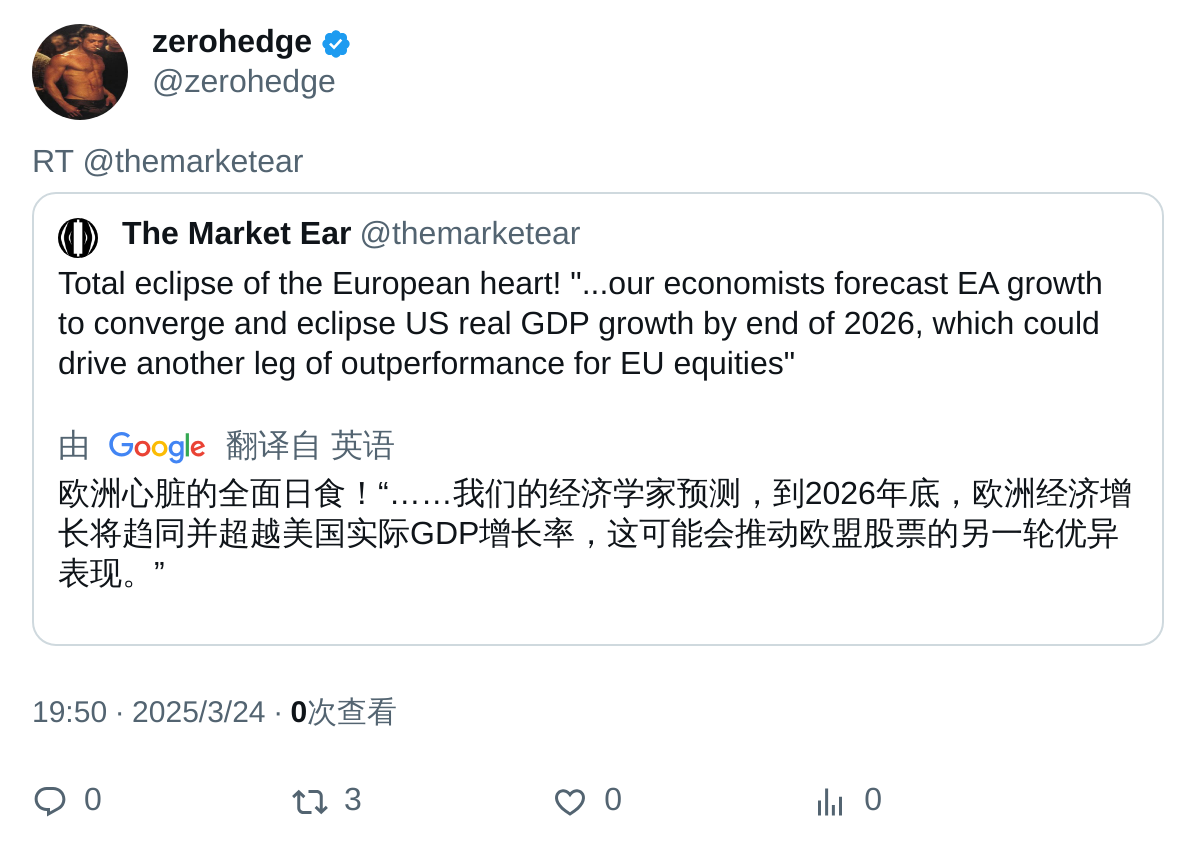 zerohedge
@zerohedge
RT @themarketear
The Market Ear @themarketear
Total eclipse of the European heart! "...our economists forecast EA growth
to converge and eclipse US real GDP growth by end of 2026, which could
drive another leg of outperformance for EU equities"
由 Google 翻译自 英语
欧洲心脏的全面日食！“……我们的经济学家预测，到2026年底，欧洲经济增
长将趋同并超越美国实际GDP增长率，这可能会推动欧盟股票的另一轮优异
表现。”
19:50 · 2025/3/24 · 0次查看
0 3 0 0